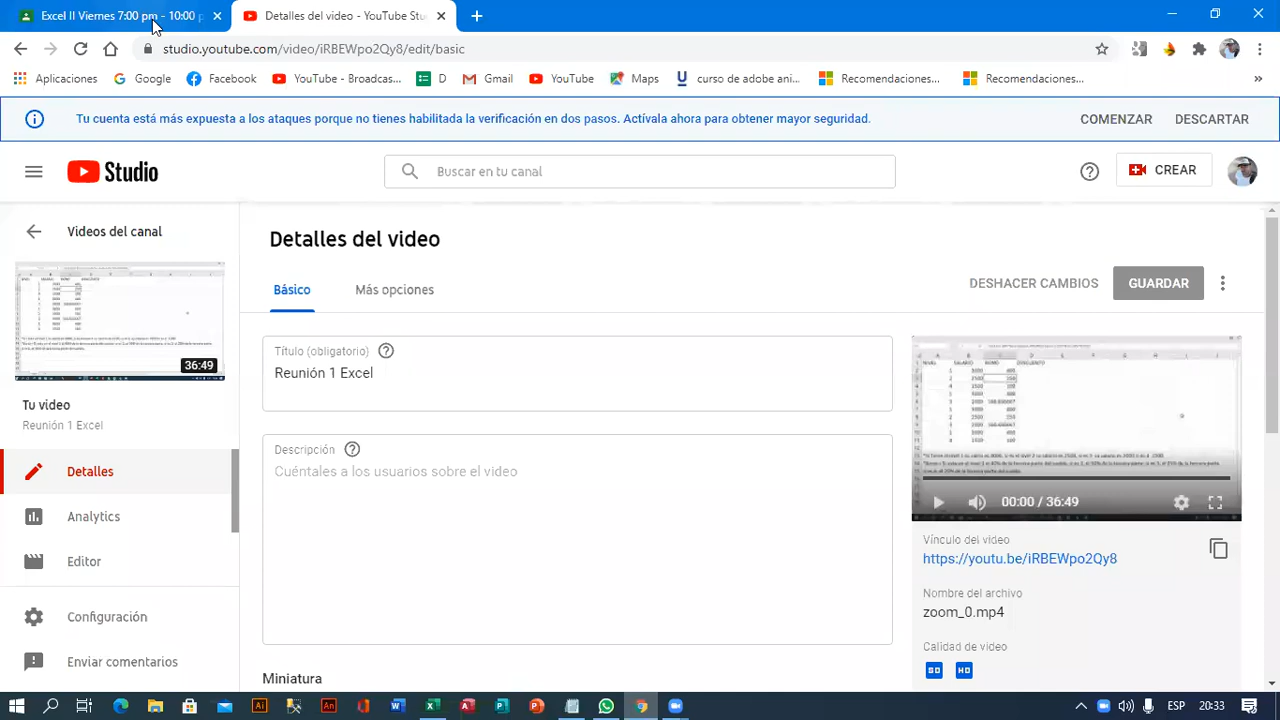 Excel II Viernes 7:00 pm - 10:00 p
Detalles del video - YouTube Stu
studio.youtube.com/video/iRBEWpo2Qy8/edit/basic
Aplicaciones
Google
Facebook
YouTube - Broadcas...
D
Gmail
YouTube
Maps
curso de adobe ani...
Recomendaciones...
Recomendaciones...
Tu cuenta está más expuesta a los ataques porque no tienes habilitada la verificación en dos pasos. Actívala ahora para obtener mayor seguridad.
COMENZAR
DESCARTAR
Studio
Buscar en tu canal
CREAR
Videos del canal
36:49
Tu video
Reunión 1 Excel
Detalles
Analytics
Editor
Configuración
Enviar comentarios
Detalles del video
Básico
Más opciones
DESHACER CAMBIOS
GUARDAR
Título (obligatorio)
Reunión 1 Excel
Descripción
Cuéntales a los usuarios sobre el video
Miniatura
00:00 / 36:49
Vínculo del video
https://youtu.be/iRBEWpo2Qy8
Nombre del archivo
zoom_0.mp4
Calidad de video
SD
HD
ESP
20:33